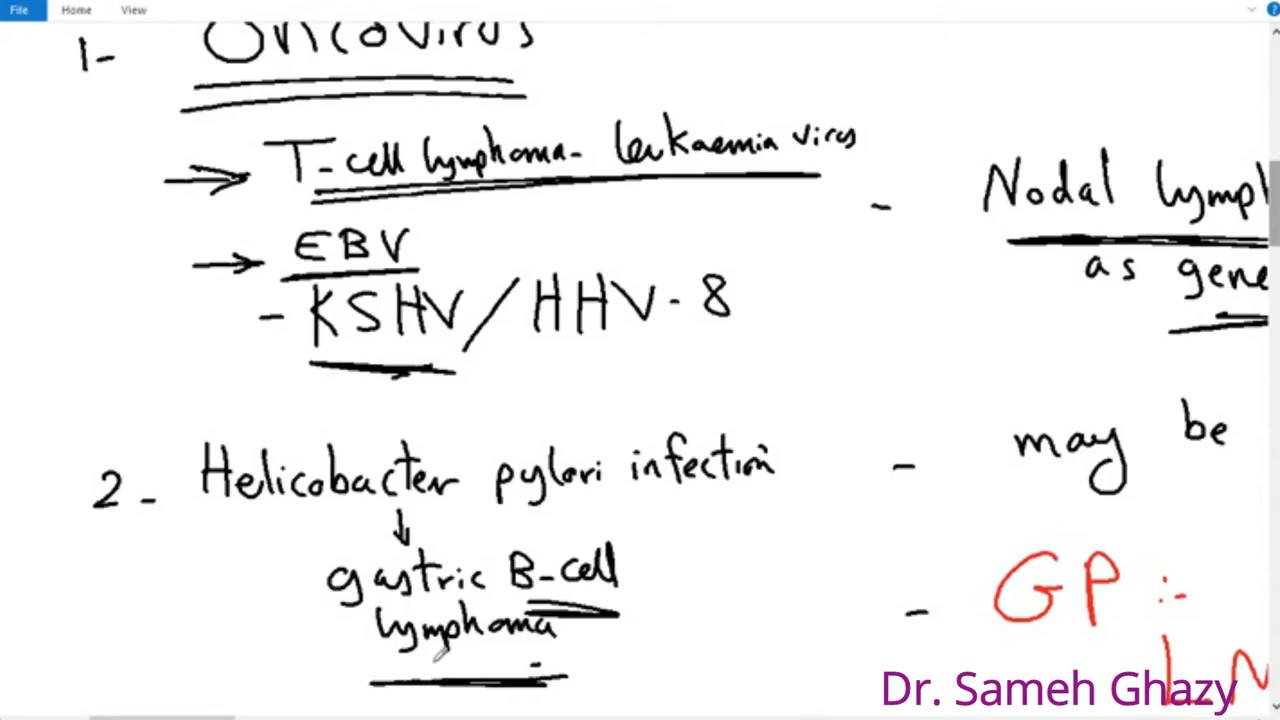 File Home View
1- Oncovirus
→ T-cell lymphoma- leukaemia virus
→ EBV
- KSHV/HHV-8
2- Helicobacter pylori infection
↓
gastric B-cell
lymphoma
- Nodal lymph
as gene
- may be
- GP :-
LN
Dr. Sameh Ghazy